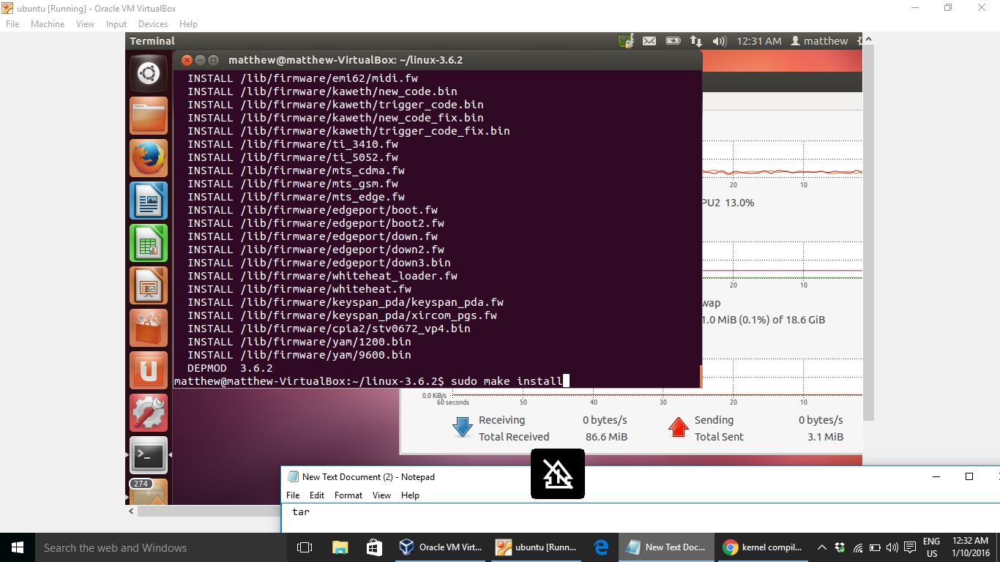 ubuntu [Running] - Oracle VM VirtualBox
File Machine View Input Devices Help
Terminal 12:31 AM matthew
matthew@matthew-VirtualBox: ~/linux-3.6.2
INSTALL /lib/firmware/emi62/midi.fw
INSTALL /lib/firmware/kaweth/new_code.bin
INSTALL /lib/firmware/kaweth/trigger_code.bin
INSTALL /lib/firmware/kaweth/new_code_fix.bin
INSTALL /lib/firmware/kaweth/trigger_code_fix.bin
INSTALL /lib/firmware/ti_3410.fw
INSTALL /lib/firmware/ti_5052.fw
INSTALL /lib/firmware/mts_cdma.fw
INSTALL /lib/firmware/mts_gsm.fw
INSTALL /lib/firmware/mts_edge.fw
INSTALL /lib/firmware/edgeport/boot.fw
INSTALL /lib/firmware/edgeport/boot2.fw
INSTALL /lib/firmware/edgeport/down.fw
INSTALL /lib/firmware/edgeport/down2.fw
INSTALL /lib/firmware/edgeport/down3.bin
INSTALL /lib/firmware/whiteheat_loader.fw
INSTALL /lib/firmware/whiteheat.fw
INSTALL /lib/firmware/keyspan_pda/keyspan_pda.fw
INSTALL /lib/firmware/keyspan_pda/xircom_pgs.fw
INSTALL /lib/firmware/cpia2/stv0672_vp4.bin
INSTALL /lib/firmware/yam/1200.bin
INSTALL /lib/firmware/yam/9600.bin
DEPMOD 3.6.2
matthew@matthew-VirtualBox:~/linux-3.6.2$ sudo make install
20 10
PU2 13.0%
20 10
wap
1.0 MiB (0.1%) of 18.6 GiB
0.0 KiB/s
60 seconds 50 40 30 20 10
Receiving 0 bytes/s Sending 0 bytes/s
Total Received 86.6 MiB Total Sent 3.1 MiB
274
New Text Document (2) - Notepad
File Edit Format View Help
tar
Search the web and Windows
Oracle VM Virt...
ubuntu [Runn...
New Text Doc...
kernel compil...
ENG
US
12:32 AM
1/10/2016